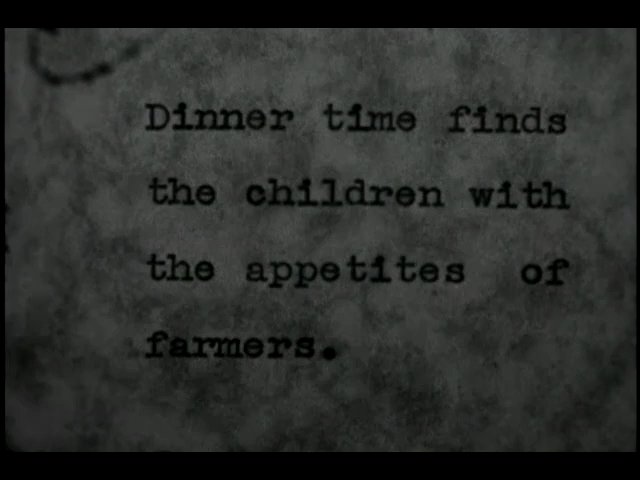 Dinner time finds
the children with
the appetites of
farmers.